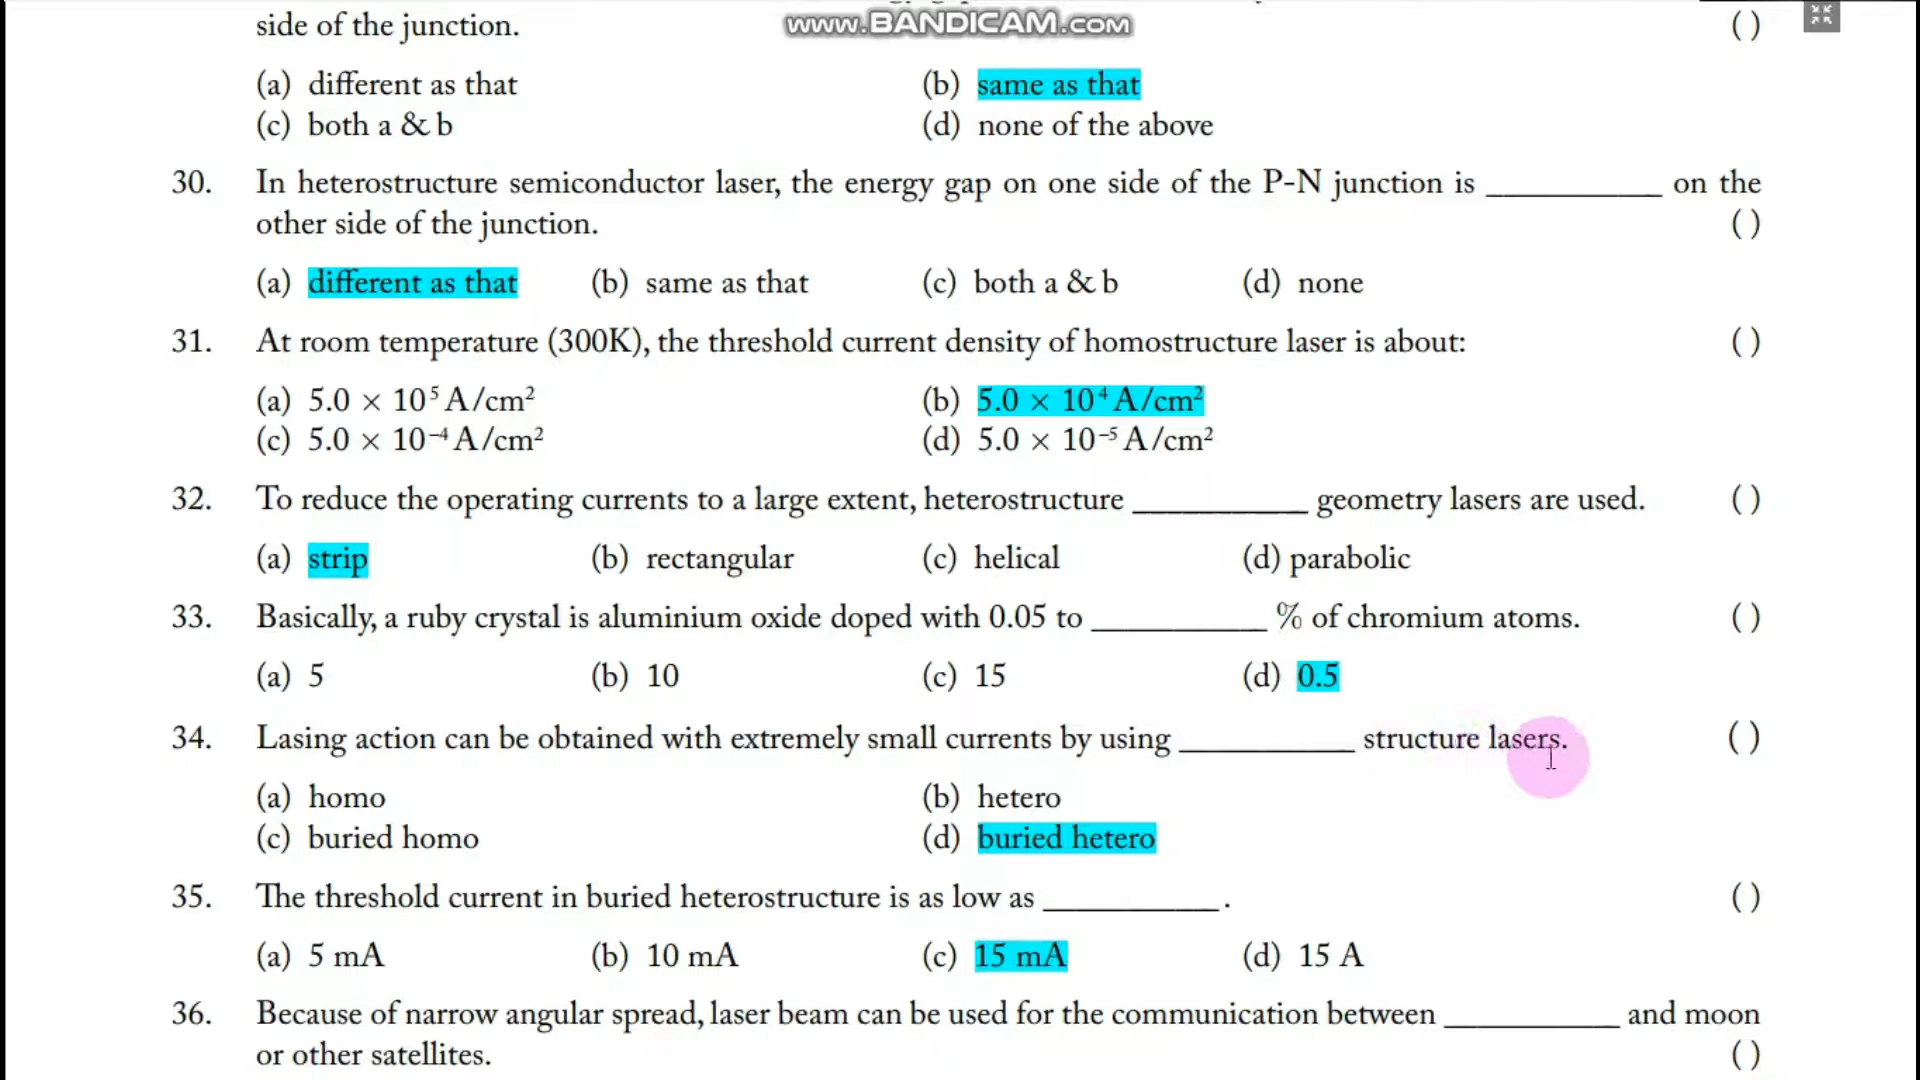 www.BANDICAM.com
side of the junction. ( )
(a) different as that (b) same as that
(c) both a & b (d) none of the above
30. In heterostructure semiconductor laser, the energy gap on one side of the P-N junction is __________ on the
other side of the junction. ( )
(a) different as that (b) same as that (c) both a & b (d) none
31. At room temperature (300K), the threshold current density of homostructure laser is about: ( )
(a) 5.0 × 10⁵ A/cm² (b) 5.0 × 10⁴ A/cm²
(c) 5.0 × 10⁻⁴ A/cm² (d) 5.0 × 10⁻⁵ A/cm²
32. To reduce the operating currents to a large extent, heterostructure __________ geometry lasers are used. ( )
(a) strip (b) rectangular (c) helical (d) parabolic
33. Basically, a ruby crystal is aluminium oxide doped with 0.05 to __________ % of chromium atoms. ( )
(a) 5 (b) 10 (c) 15 (d) 0.5
34. Lasing action can be obtained with extremely small currents by using __________ structure lasers. ( )
(a) homo (b) hetero
(c) buried homo (d) buried hetero
35. The threshold current in buried heterostructure is as low as __________ . ( )
(a) 5 mA (b) 10 mA (c) 15 mA (d) 15 A
36. Because of narrow angular spread, laser beam can be used for the communication between __________ and moon
or other satellites. ( )